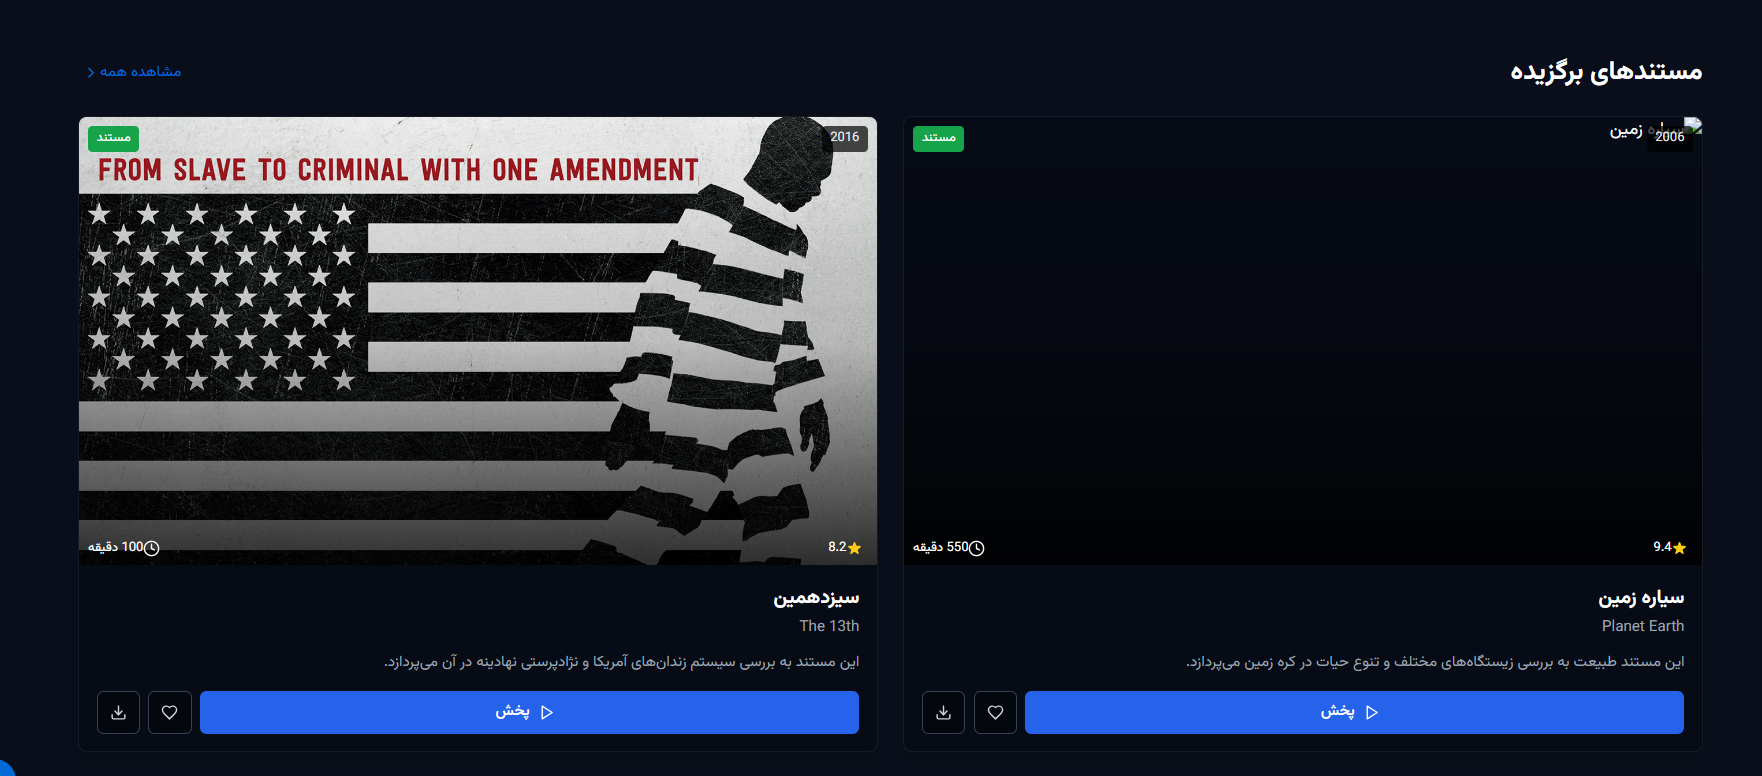 مستندهای برگزیده
مشاهده همه
سیاره زمین
2006
مستند
9.4
550 دقیقه
سیاره زمین
Planet Earth
این مستند طبیعت به بررسی زیستگاه‌های مختلف و تنوع حیات در کره زمین می‌پردازد.
پخش
2016
مستند
FROM SLAVE TO CRIMINAL WITH ONE AMENDMENT
8.2
100 دقیقه
سیزدهمین
The 13th
این مستند به بررسی سیستم زندان‌های آمریکا و نژادپرستی نهادینه در آن می‌پردازد.
پخش